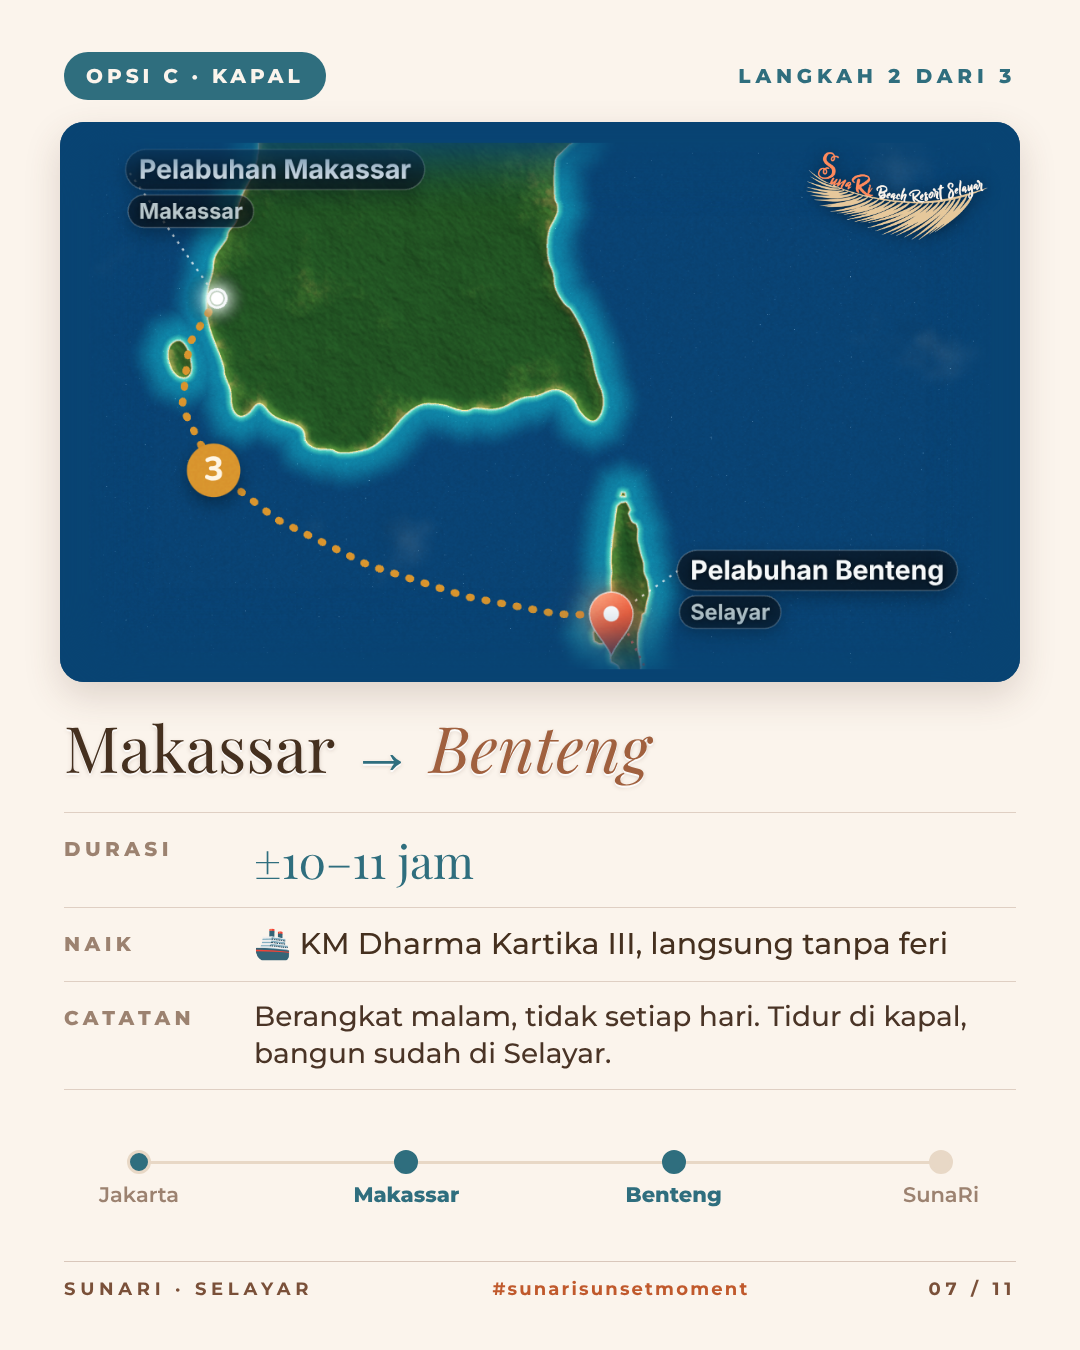 OPSI C · KAPAL
LANGKAH 2 DARI 3
Pelabuhan Makassar
Makassar
SunaRi Beach Resort Selayar
3
Pelabuhan Benteng
Selayar
Makassar → Benteng
DURASI
±10–11 jam
NAIK
🚢 KM Dharma Kartika III, langsung tanpa feri
CATATAN
Berangkat malam, tidak setiap hari. Tidur di kapal,
bangun sudah di Selayar.
Jakarta
Makassar
Benteng
SunaRi
SUNARI · SELAYAR
#sunarisunsetmoment
07 / 11